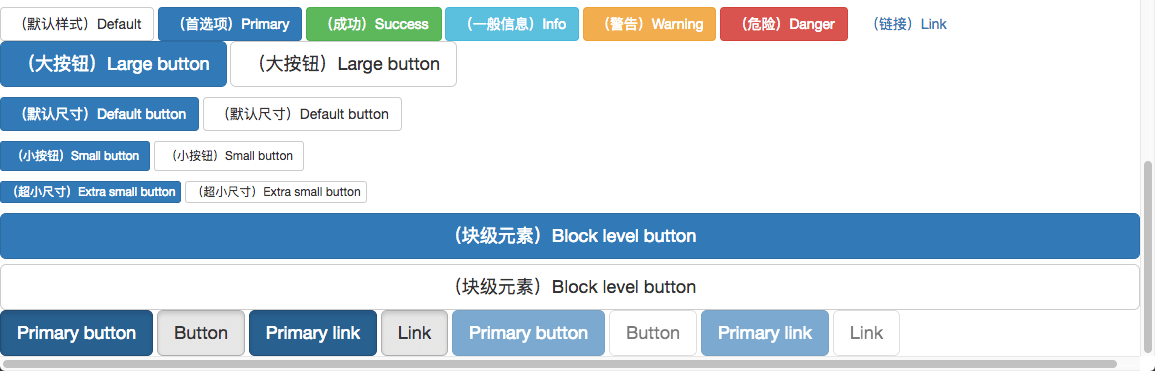 （默认样式）Default （首选项）Primary （成功）Success （一般信息）Info （警告）Warning （危险）Danger （链接）Link
（大按钮）Large button （大按钮）Large button
（默认尺寸）Default button （默认尺寸）Default button
（小按钮）Small button （小按钮）Small button
（超小尺寸）Extra small button （超小尺寸）Extra small button
（块级元素）Block level button
（块级元素）Block level button
Primary button Button Primary link Link Primary button Button Primary link Link